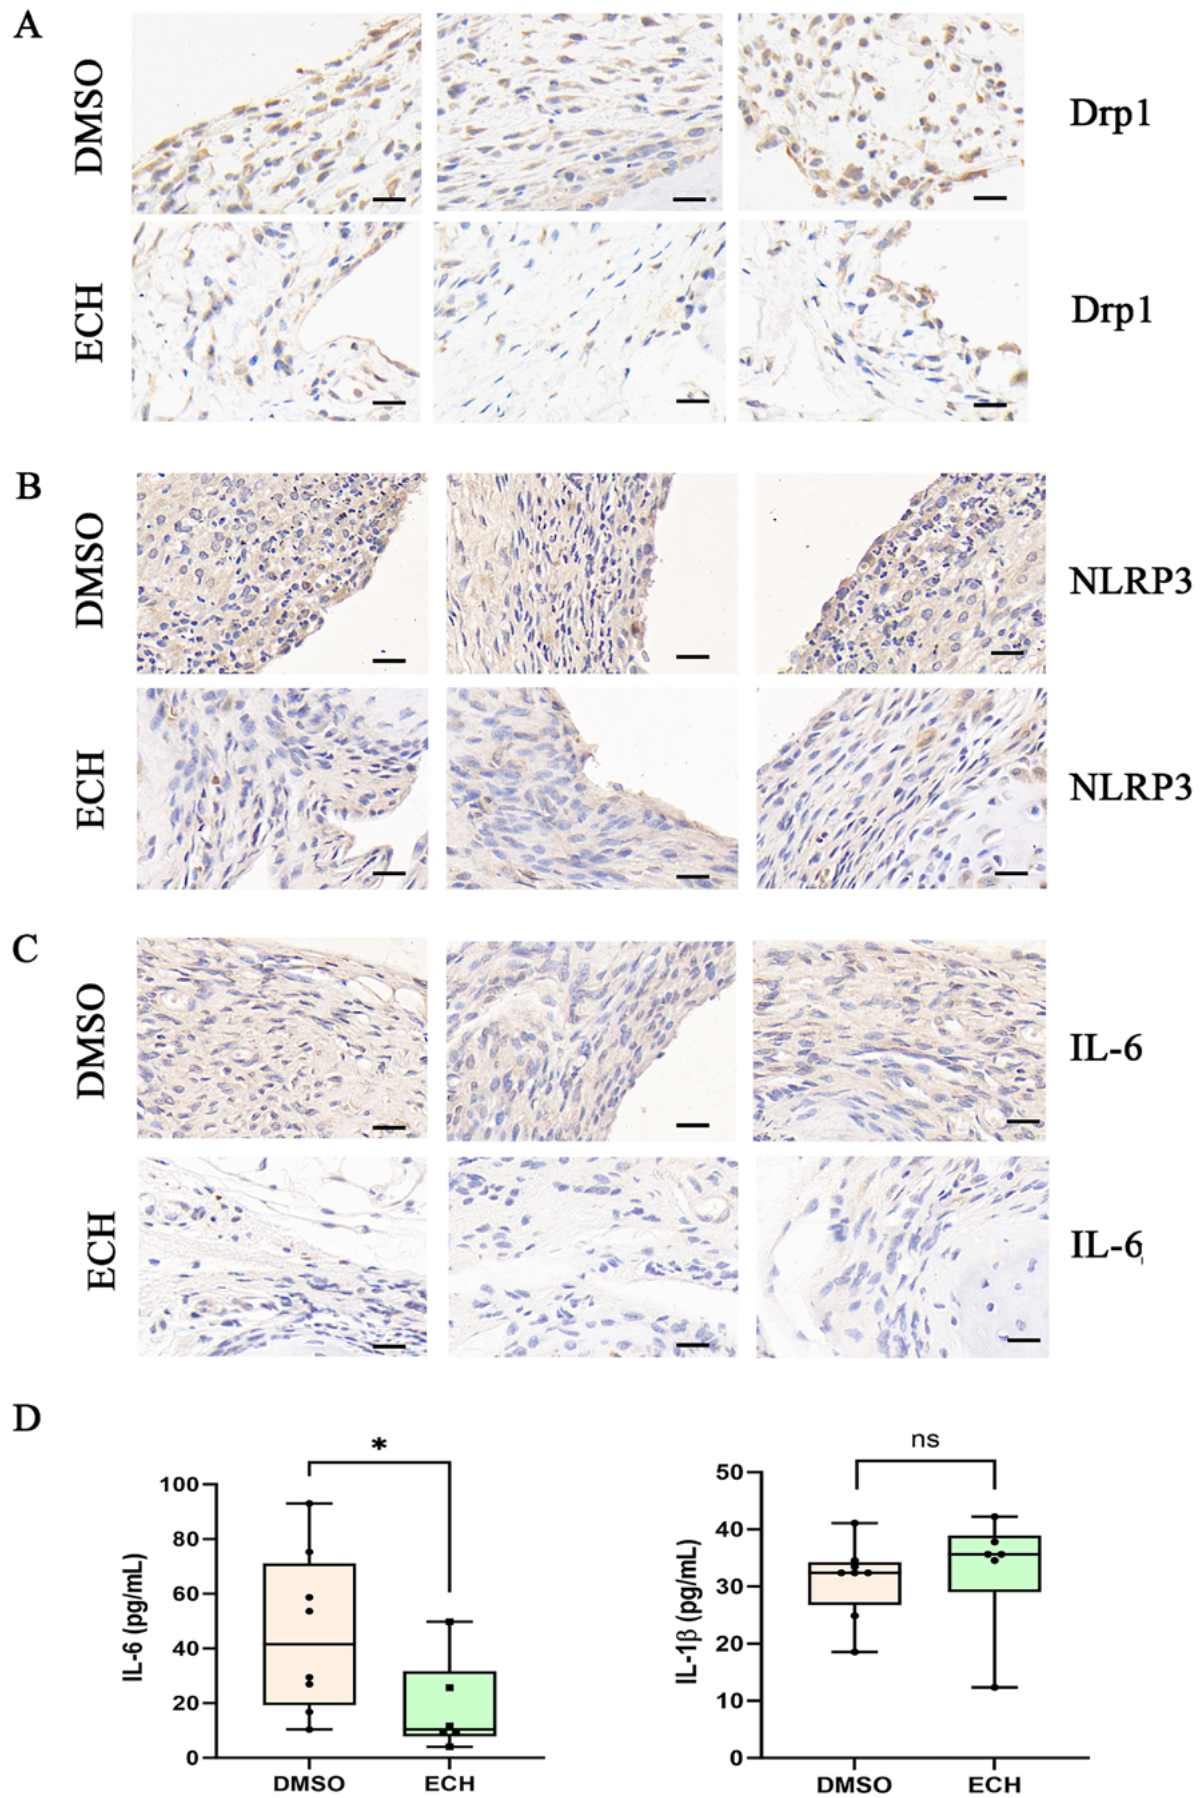 A
DMSO
Drp1
ECH
Drp1
B
DMSO
NLRP3
ECH
NLRP3
C
DMSO
IL-6
ECH
IL-6
D
*
IL-6 (pg/mL)
100
80
60
40
20
0
DMSO
ECH
ns
IL-1β (pg/mL)
50
40
30
20
10
0
DMSO
ECH